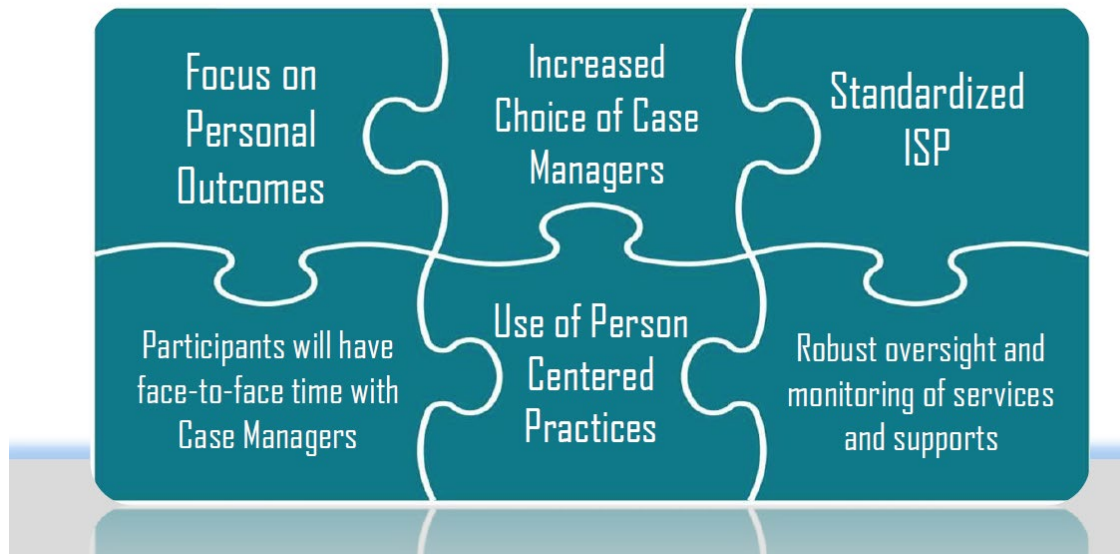 Focus on
Personal
Outcomes
Increased
Choice of Case
Managers
Standardized
ISP
Participants will have
face-to-face time with
Case Managers
Use of Person
Centered
Practices
Robust oversight and
monitoring of services
and supports